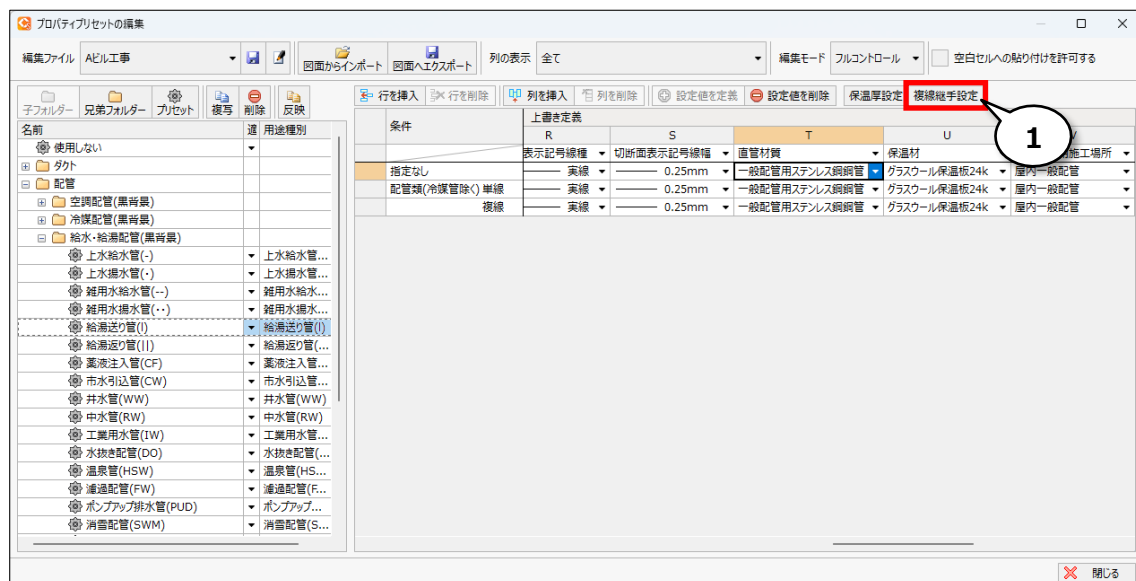 プロパティプリセットの編集
編集ファイル Aビル工事 図面からインポート 図面へエクスポート 列の表示 全て 編集モード フルコントロール 空白セルへの貼り付けを許可する
子フォルダー 兄弟フォルダー プリセット 複写 削除 反映
行を挿入 行を削除 列を挿入 列を削除 設定値を定義 設定値を削除 保温厚設定 複線継手設定
1
名前 用途種別
使用しない
ダクト
配管
空調配管(黒背景)
冷媒配管(黒背景)
給水・給湯配管(黒背景)
上水給水管(-) 上水給水管...
上水揚水管(・) 上水揚水管...
雑用水給水管(--) 雑用水給水...
雑用水揚水管(・・) 雑用水揚水...
給湯送り管(l) 給湯送り管(l)
給湯返り管(||) 給湯返り管(...
薬液注入管(CF) 薬液注入管...
市水引込管(CW) 市水引込管...
井水管(WW) 井水管(WW)
中水管(RW) 中水管(RW)
工業用水管(IW) 工業用水管...
水抜き配管(DO) 水抜き配管(...
温泉管(HSW) 温泉管(HS...
濾過配管(FW) 濾過配管(F...
ポンプアップ排水管(PUD) ポンプアップ...
消雪配管(SWM) 消雪配管(S...
条件 上書き定義
R S T U V
表示記号線種 切断面表示記号線幅 直管材質 保温材 施工場所
指定なし 実線 0.25mm 一般配管用ステンレス鋼鋼管 グラスウール保温板24k 屋内一般配管
配管類(冷媒管除く) 単線 実線 0.25mm 一般配管用ステンレス鋼鋼管 グラスウール保温板24k 屋内一般配管
複線 実線 0.25mm 一般配管用ステンレス鋼鋼管 グラスウール保温板24k 屋内一般配管
閉じる